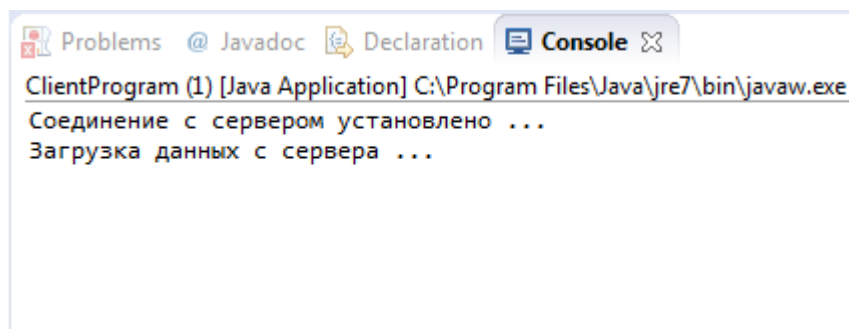 Problems @ Javadoc Declaration Console
ClientProgram (1) [Java Application] C:\Program Files\Java\jre7\bin\javaw.exe
Соединение с сервером установлено ...
Загрузка данных с сервера ...